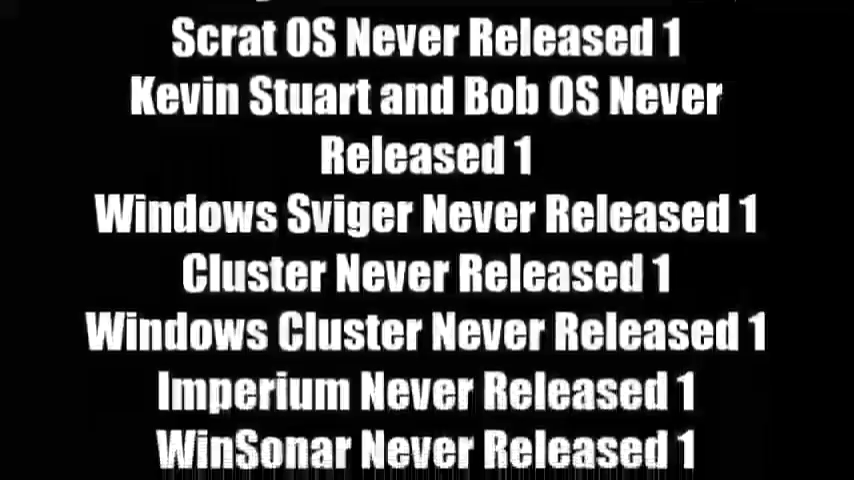 Scrat OS Never Released 1
Kevin Stuart and Bob OS Never
Released 1
Windows Sviger Never Released 1
Cluster Never Released 1
Windows Cluster Never Released 1
Imperium Never Released 1
WinSonar Never Released 1